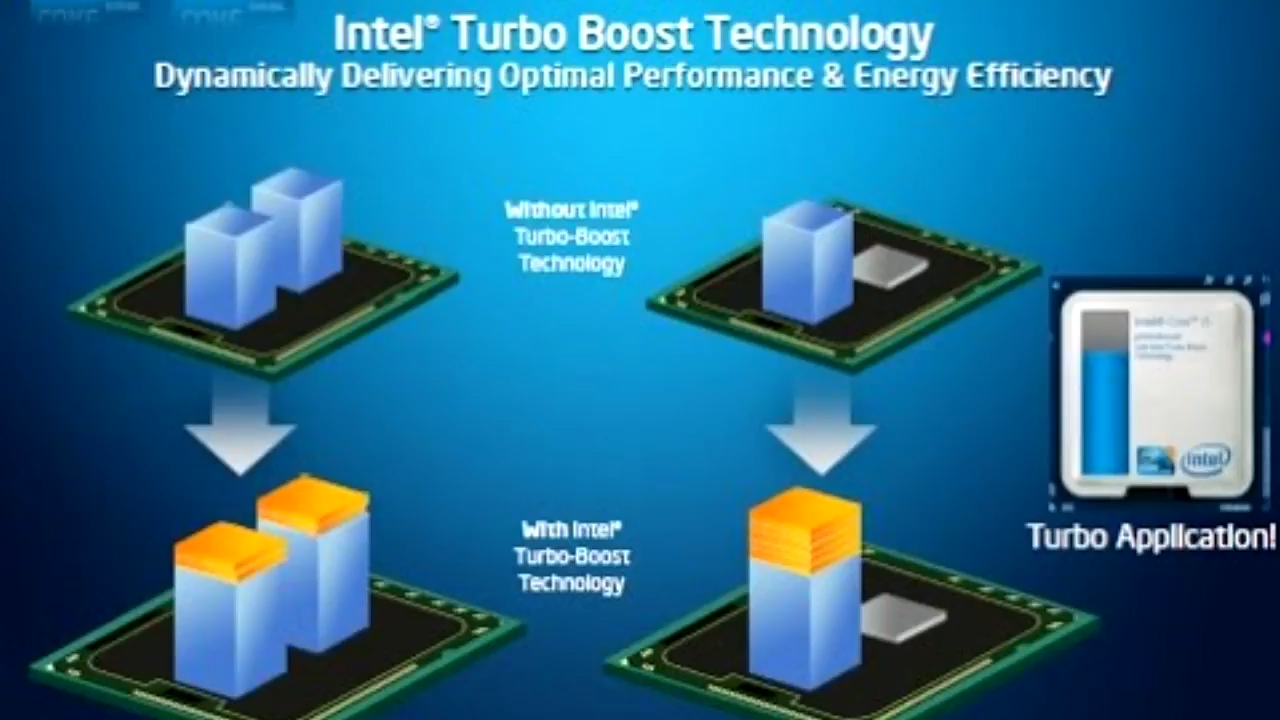 Intel® Turbo Boost Technology
Dynamically Delivering Optimal Performance & Energy Efficiency
Without Intel®
Turbo-Boost
Technology
With Intel®
Turbo-Boost
Technology
intel
Turbo Application!